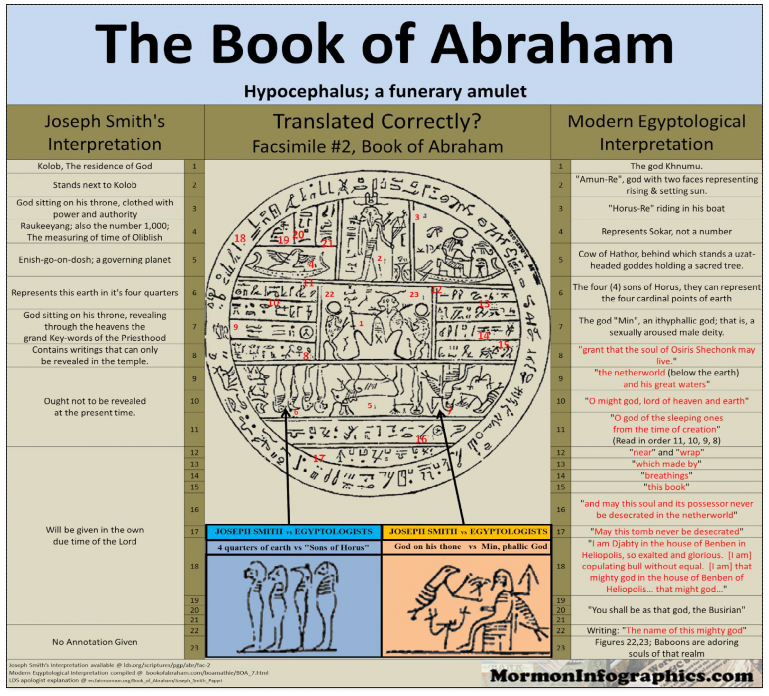 The Book of Abraham
Hypocephalus; a funerary amulet
Joseph Smith's
Interpretation
Translated Correctly?
Facsimile #2, Book of Abraham
Modern Egyptological
Interpretation
Kolob, The residence of God
1
1
The god Khnumu.
Stands next to Kolob
2
2
"Amun-Re", god with two faces representing
rising & setting sun.
God sitting on his throne, clothed with
power and authority
3
3
"Horus-Re" riding in his boat
Raukeeyang; also the number 1,000;
The measuring of time of Oliblish
4
4
Represents Sokar, not a number
Enish-go-on-dosh; a governing planet
5
5
Cow of Hathor, behind which stands a uzat-
headed goddes holding a sacred tree.
Represents this earth in it's four quarters
6
6
The four (4) sons of Horus, they can represent
the four cardinal points of earth
God sitting on his throne, revealing
through the heavens the
grand Key-words of the Priesthood
7
7
The god "Min", an ithyphallic god; that is, a
sexually aroused male deity.
Contains writings that can only
be revealed in the temple.
8
8
"grant that the soul of Osiris Shechonk may
live."
Ought not to be revealed
at the present time.
9
9
"the netherworld (below the earth)
and his great waters"
10
10
"O might god, lord of heaven and earth"
11
11
"O god of the sleeping ones
from the time of creation"
(Read in order 11, 10, 9, 8)
Will be given in the own
due time of the Lord
12
12
"near" and "wrap"
13
13
"which made by"
14
14
"breathings"
15
15
"this book"
16
16
"and may this soul and its possessor never
be desecrated in the netherworld"
17
17
"May this tomb never be desecrated"
18
18
"I am Djabty in the house of Benben in
Heliopolis, so exalted and glorious. [I am]
copulating bull without equal. [I am] that
mighty god in the house of Benben of
Heliopolis... that might god..."
19
20
21
19
20
21
"You shall be as that god, the Busirian"
No Annotation Given
22
22
Writing: "The name of this mighty god"
23
23
Figures 22,23; Baboons are adoring
souls of that realm
18
19
20
21
3
2
4
11
12
10
22
23
13
9
1
14
15
8
6
5
7
16
17
JOSEPH SMITH vs EGYPTOLOGISTS
4 quarters of earth vs "Sons of Horus"
JOSEPH SMITH vs EGYPTOLOGISTS
God on his thone vs Min, phallic God
Joseph Smith's Interpretation available @ lds.org/scriptures/pgp/abr/fac-2
Modern Egyptological Interpretation compiled @ bookofabraham.com/boamathie/BOA_7.html
LDS apologist explanation @ en.fairmormon.org/Book_of_Abraham/Joseph_Smith_Papyri
MormonInfographics.com